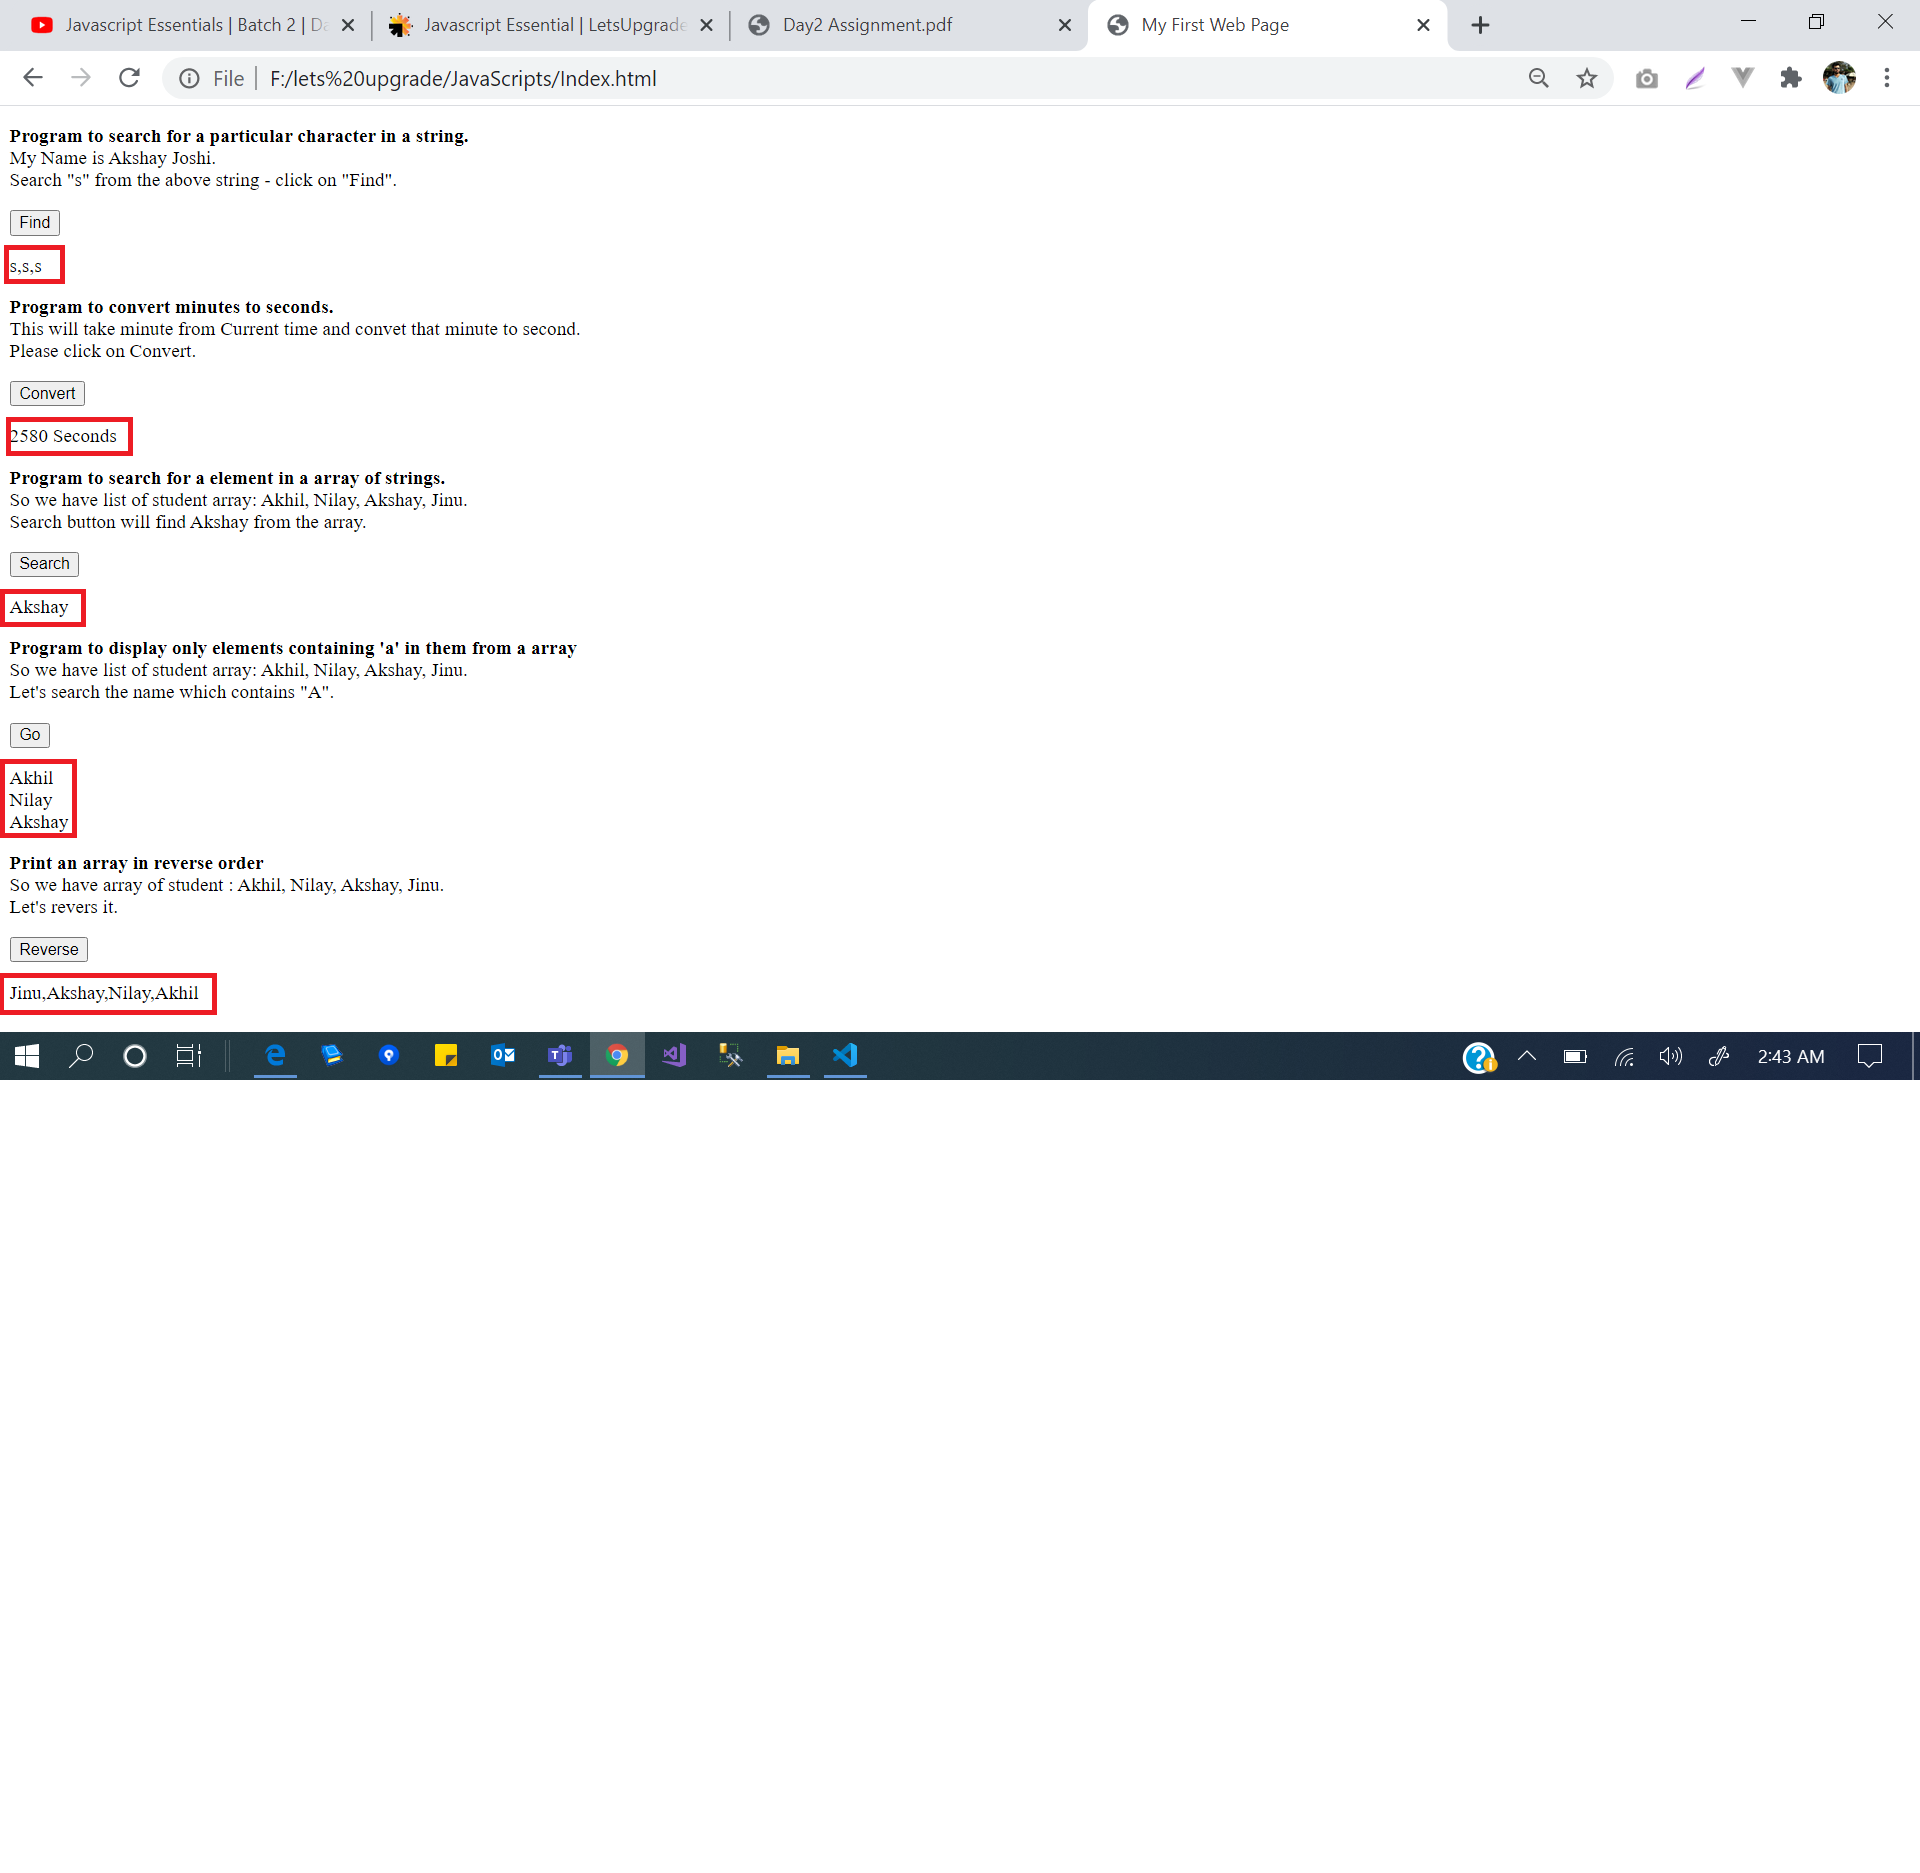 Javascript Essentials | Batch 2 | Da
Javascript Essential | LetsUpgrade
Day2 Assignment.pdf
My First Web Page
File
F:/lets%20upgrade/JavaScripts/Index.html
Program to search for a particular character in a string.
My Name is Akshay Joshi.
Search "s" from the above string - click on "Find".
Find
s,s,s
Program to convert minutes to seconds.
This will take minute from Current time and convet that minute to second.
Please click on Convert.
Convert
2580 Seconds
Program to search for a element in a array of strings.
So we have list of student array: Akhil, Nilay, Akshay, Jinu.
Search button will find Akshay from the array.
Search
Akshay
Program to display only elements containing 'a' in them from a array
So we have list of student array: Akhil, Nilay, Akshay, Jinu.
Let's search the name which contains "A".
Go
Akhil
Nilay
Akshay
Print an array in reverse order
So we have array of student : Akhil, Nilay, Akshay, Jinu.
Let's revers it.
Reverse
Jinu,Akshay,Nilay,Akhil
2:43 AM